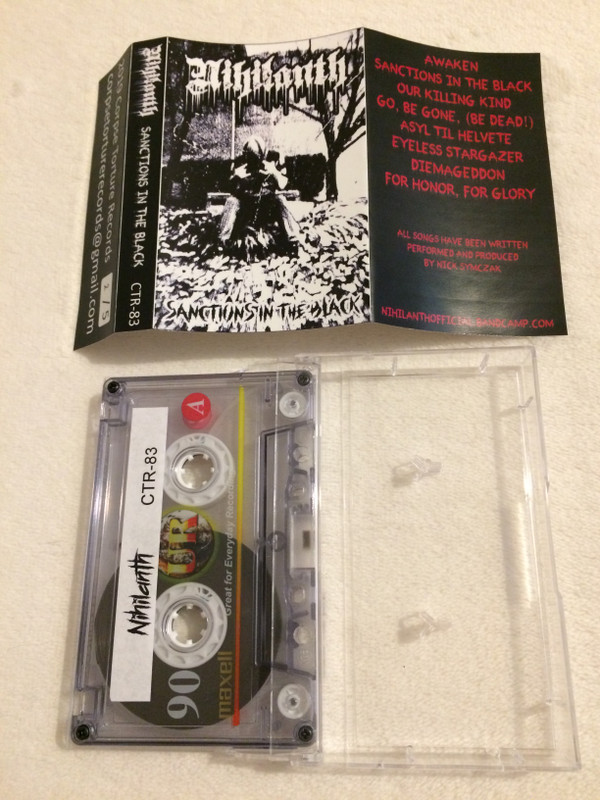 2019 Corpse Torture Records
corpsetorturerecords@gmail.com
2 / 5
Nihilanth
SANCTIONS IN THE BLACK
CTR-83
Nihilanth
SANCTIONS IN THE BLACK
AWAKEN
SANCTIONS IN THE BLACK
OUR KILLING KIND
GO, BE GONE, (BE DEAD!)
ASYL TIL HELVETE
EYELESS STARGAZER
DIEMAGEDDON
FOR HONOR, FOR GLORY
ALL SONGS HAVE BEEN WRITTEN
PERFORMED AND PRODUCED
BY NICK SYMCZAK
NIHILANTHOFFICIAL.BANDCAMP.COM
A
Nihilanth
CTR-83
UR
90
maxell
Great for Everyday Recording